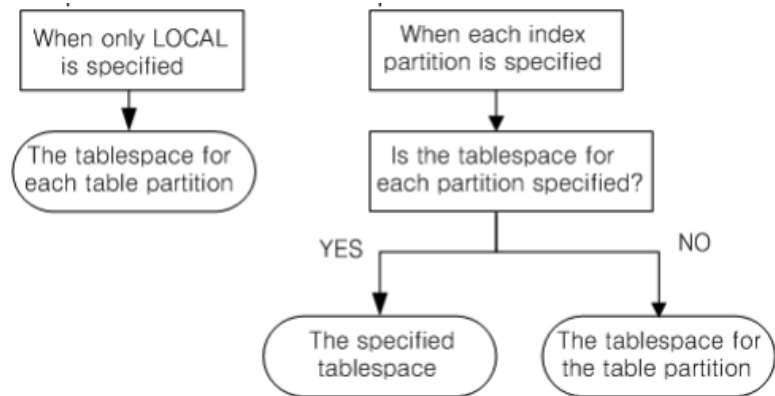 When only LOCAL
is specified
The tablespace for
each table partition
When each index
partition is specified
Is the tablespace for
each partition specified?
YES
NO
The specified
tablespace
The tablespace for
the table partition